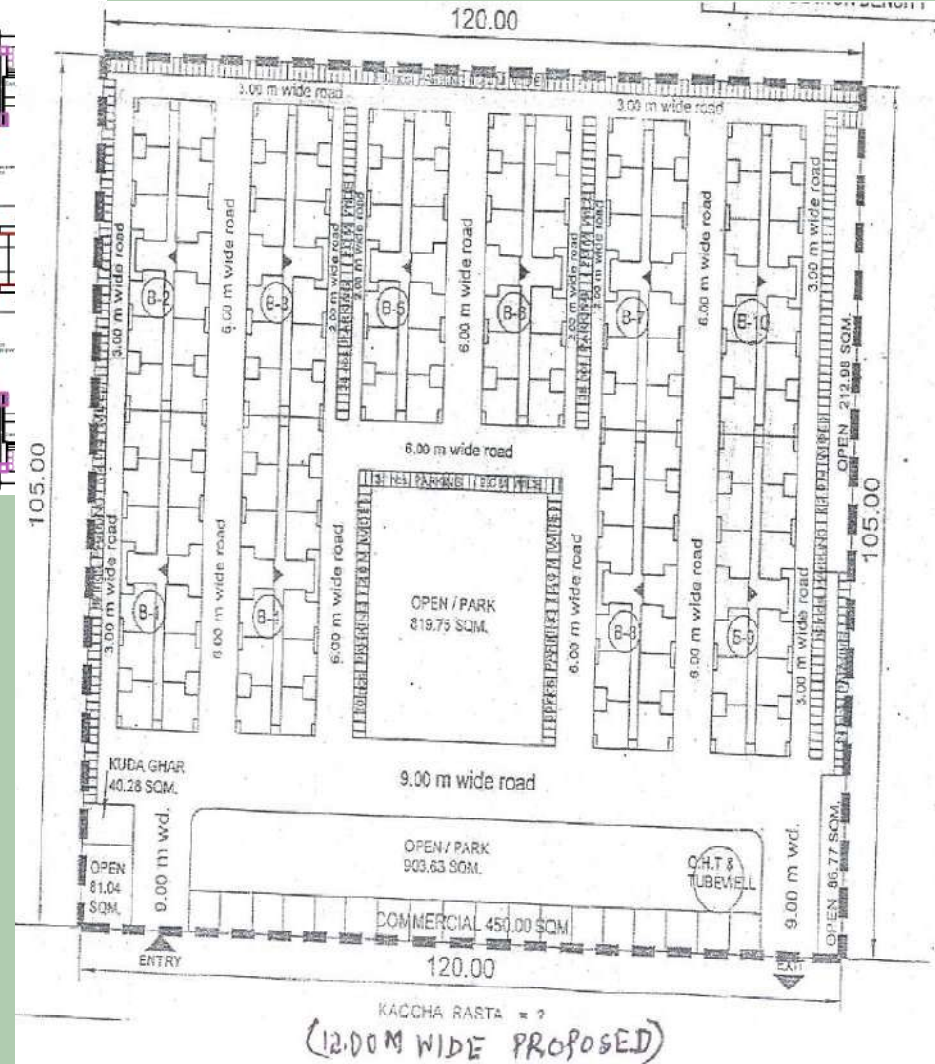 120.00
3.00 m wide road
3.00 m wide road
3.00 m wide road
6.00 m wide road
6.00 m wide road
6.00 m wide road
3.00 m wide road
B-2
B-3
B-5
B-6
B-7
B-10
OPEN 212.98 SQM.
105.00
6.00 m wide road
105.00
3.00 m wide road
6.00 m wide road
6.00 m wide road
OPEN / PARK
819.75 SQM.
6.00 m wide road
6.00 m wide road
3.00 m wide road
B-1
B-8
B-9
KUDA GHAR
40.28 SQM.
9.00 m wide road
9.00 m wd.
OPEN / PARK
903.63 SQM.
O.H.T &
TUBEWELL
9.00 m wd.
OPEN 86.77 SQM.
OPEN
81.04
SQM.
COMMERCIAL 450.00 SQM
ENTRY
120.00
EXIT
KACCHA RASTA = ?
(12.00M WIDE PROPOSED)